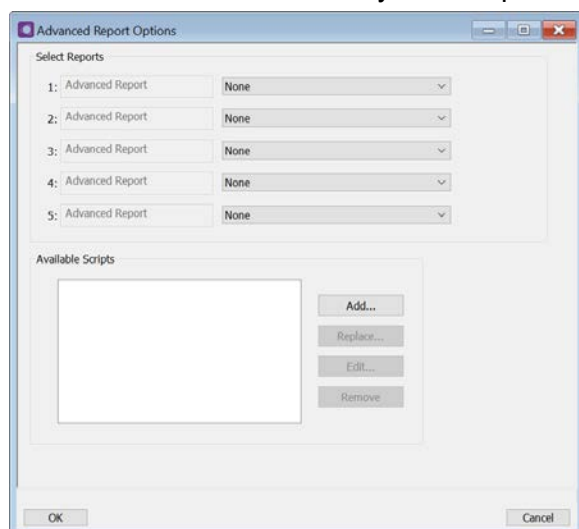 Advanced Report Options
Select Reports
1: Advanced Report None
2: Advanced Report None
3: Advanced Report None
4: Advanced Report None
5: Advanced Report None
Available Scripts
Add...
Replace...
Edit...
Remove
OK Cancel